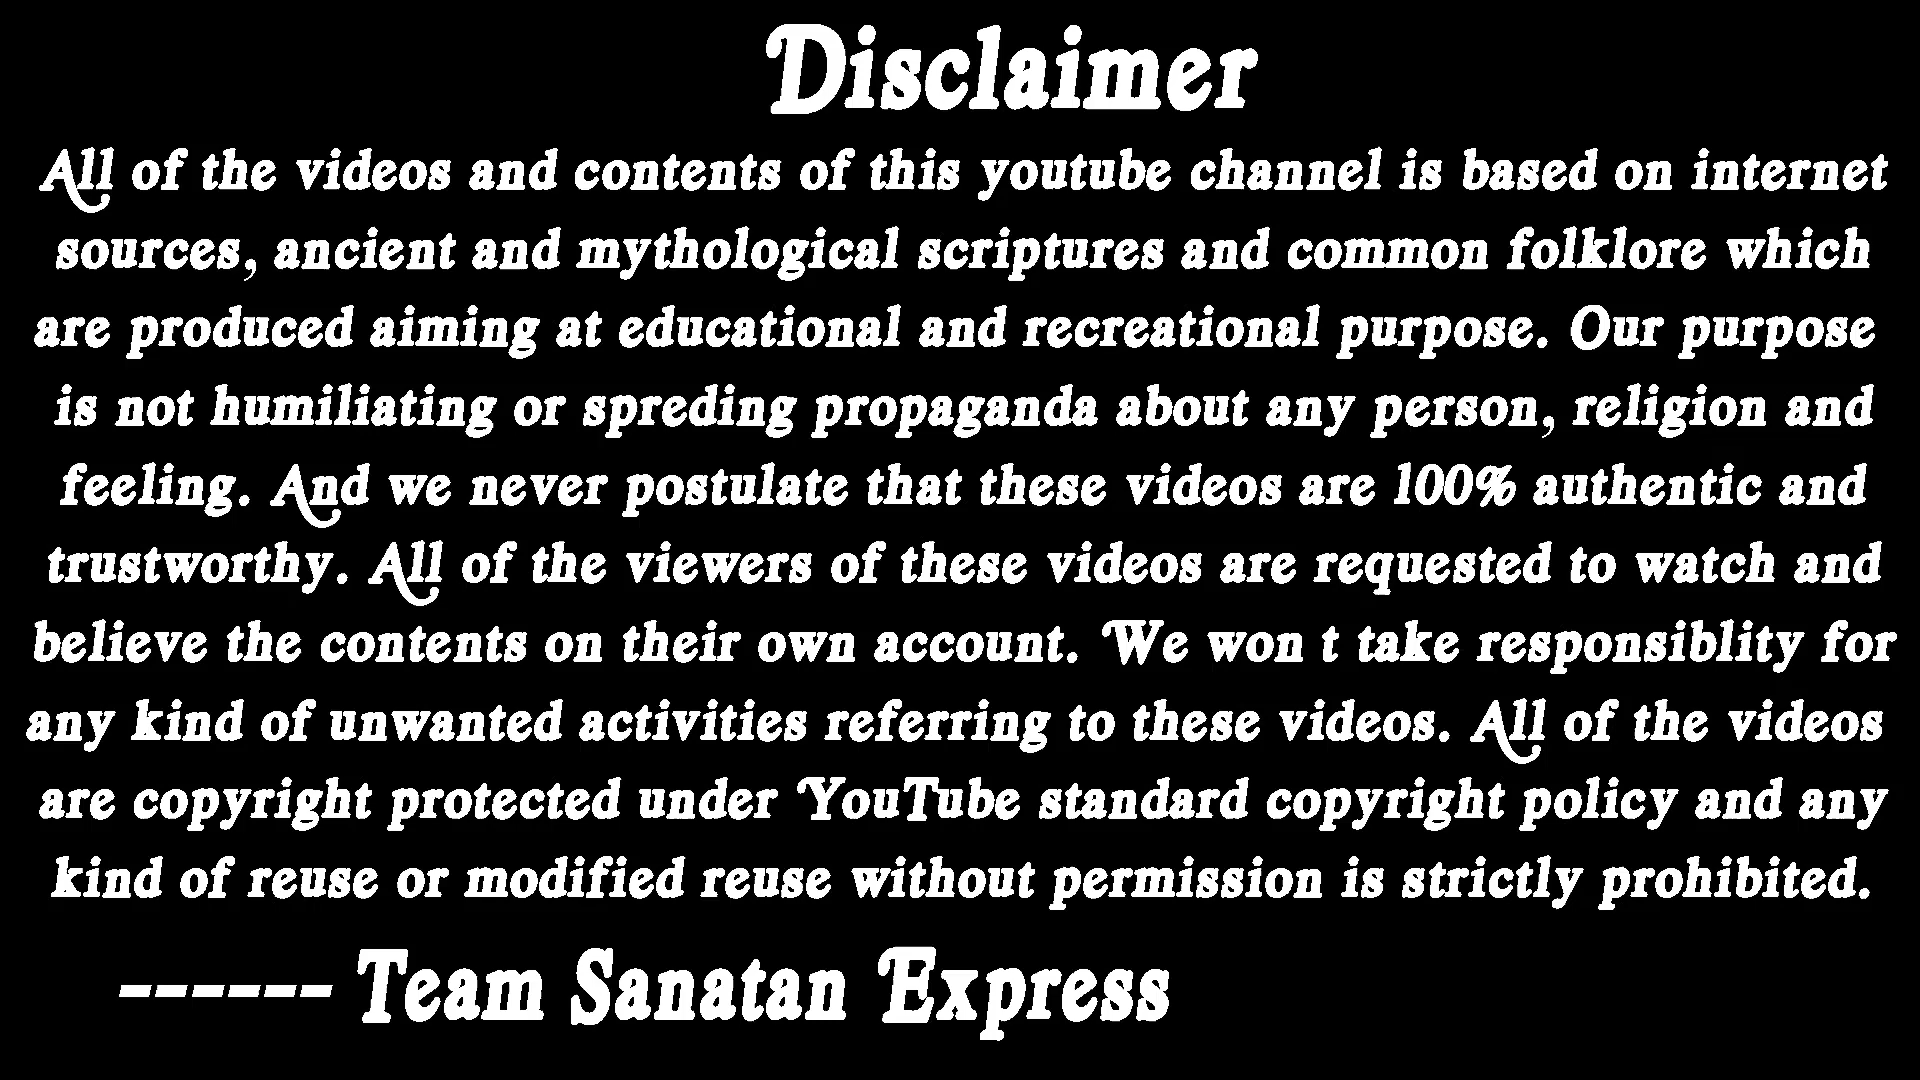 Disclaimer
All of the videos and contents of this youtube channel is based on internet
sources, ancient and mythological scriptures and common folklore which
are produced aiming at educational and recreational purpose. Our purpose
is not humiliating or spreding propaganda about any person, religion and
feeling. And we never postulate that these videos are 100% authentic and
trustworthy. All of the viewers of these videos are requested to watch and
believe the contents on their own account. We won t take responsiblity for
any kind of unwanted activities referring to these videos. All of the videos
are copyright protected under YouTube standard copyright policy and any
kind of reuse or modified reuse without permission is strictly prohibited.
------ Team Sanatan Express